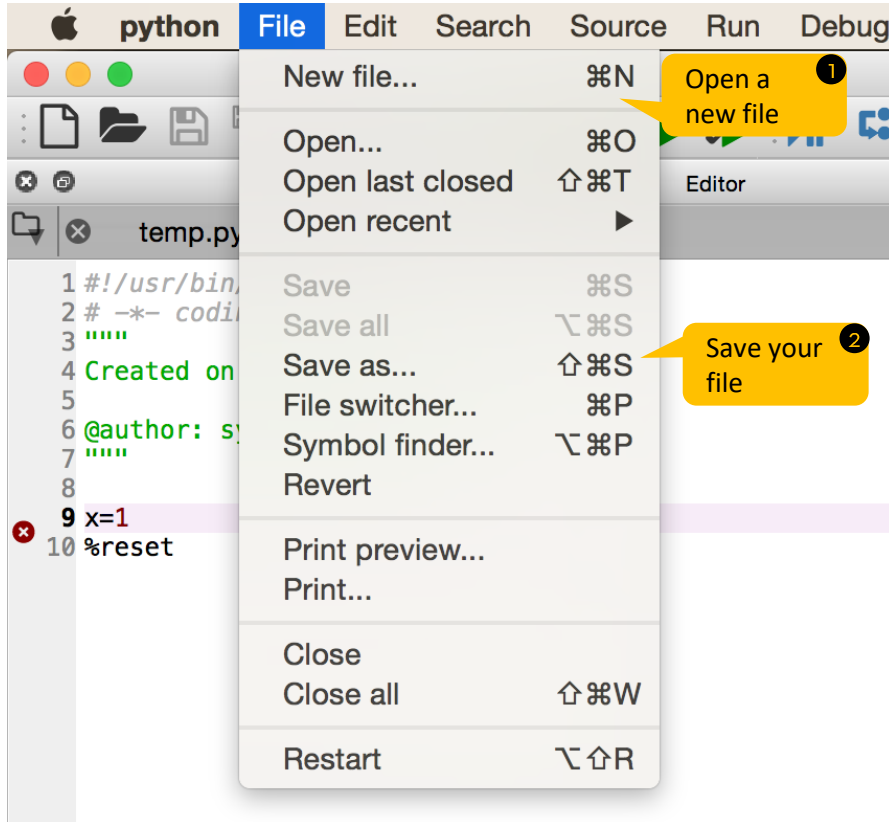 python File Edit Search Source Run Debug
New file... ⌘N
Open a
new file
1
Open... ⌘O
Open last closed ⇧⌘T
Open recent ▶
Editor
temp.py
Save ⌘S
Save all ⌥⌘S
Save as... ⇧⌘S
Save your
file
2
File switcher... ⌘P
Symbol finder... ⌥⌘P
Revert
Print preview...
Print...
Close
Close all ⇧⌘W
Restart ⌥⇧R
1 #!/usr/bin/
2 # -*- codi
3 """
4 Created on
5
6 @author: s
7 """
8
9 x=1
10 %reset